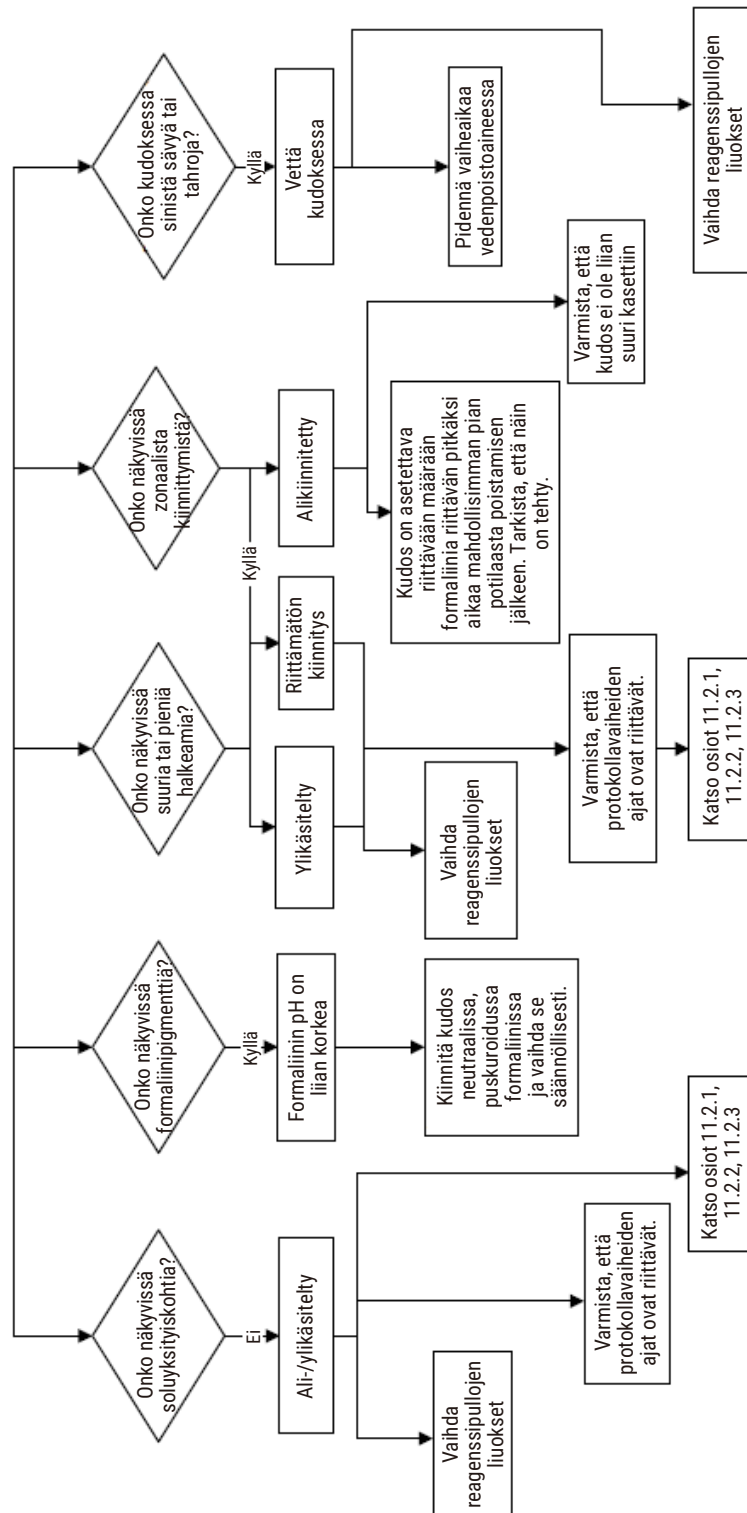 Onko näkyvissä
soluyksityiskohtia?
Ei
Ali-/ylikäsitelty
Vaihda
reagenssipullojen
liuokset
Varmista, että
protokollavaiheiden
ajat ovat riittävät.
Katso osiot 11.2.1,
11.2.2, 11.2.3
Onko näkyvissä
formaliinipigmenttiä?
Kyllä
Formaliinin pH on
liian korkea
Kiinnitä kudos
neutraalissa,
puskuroidussa
formaliinissa
ja vaihda se
säännöllisesti.
Onko näkyvissä
suuria tai pieniä
halkeamia?
Ylikäsitelty
Riittämätön
kiinnitys
Vaihda
reagenssipullojen
liuokset
Varmista, että
protokollavaiheiden
ajat ovat riittävät.
Katso osiot 11.2.1,
11.2.2, 11.2.3
Onko näkyvissä
zonaalista
kiinnittymistä?
Kyllä
Alikiinnitetty
Kudos on asetettava
riittävään määrään
formaliinia riittävän pitkäksi
aikaa mahdollisimman pian
potilaasta poistamisen
jälkeen. Tarkista, että näin
on tehty.
Varmista, että
kudos ei ole liian
suuri kasettiin
Onko kudoksessa
sinistä sävyä tai
tahroja?
Kyllä
Vettä
kudoksessa
Pidennä vaiheaikaa
vedenpoistoaineessa
Vaihda reagenssipullojen
liuokset